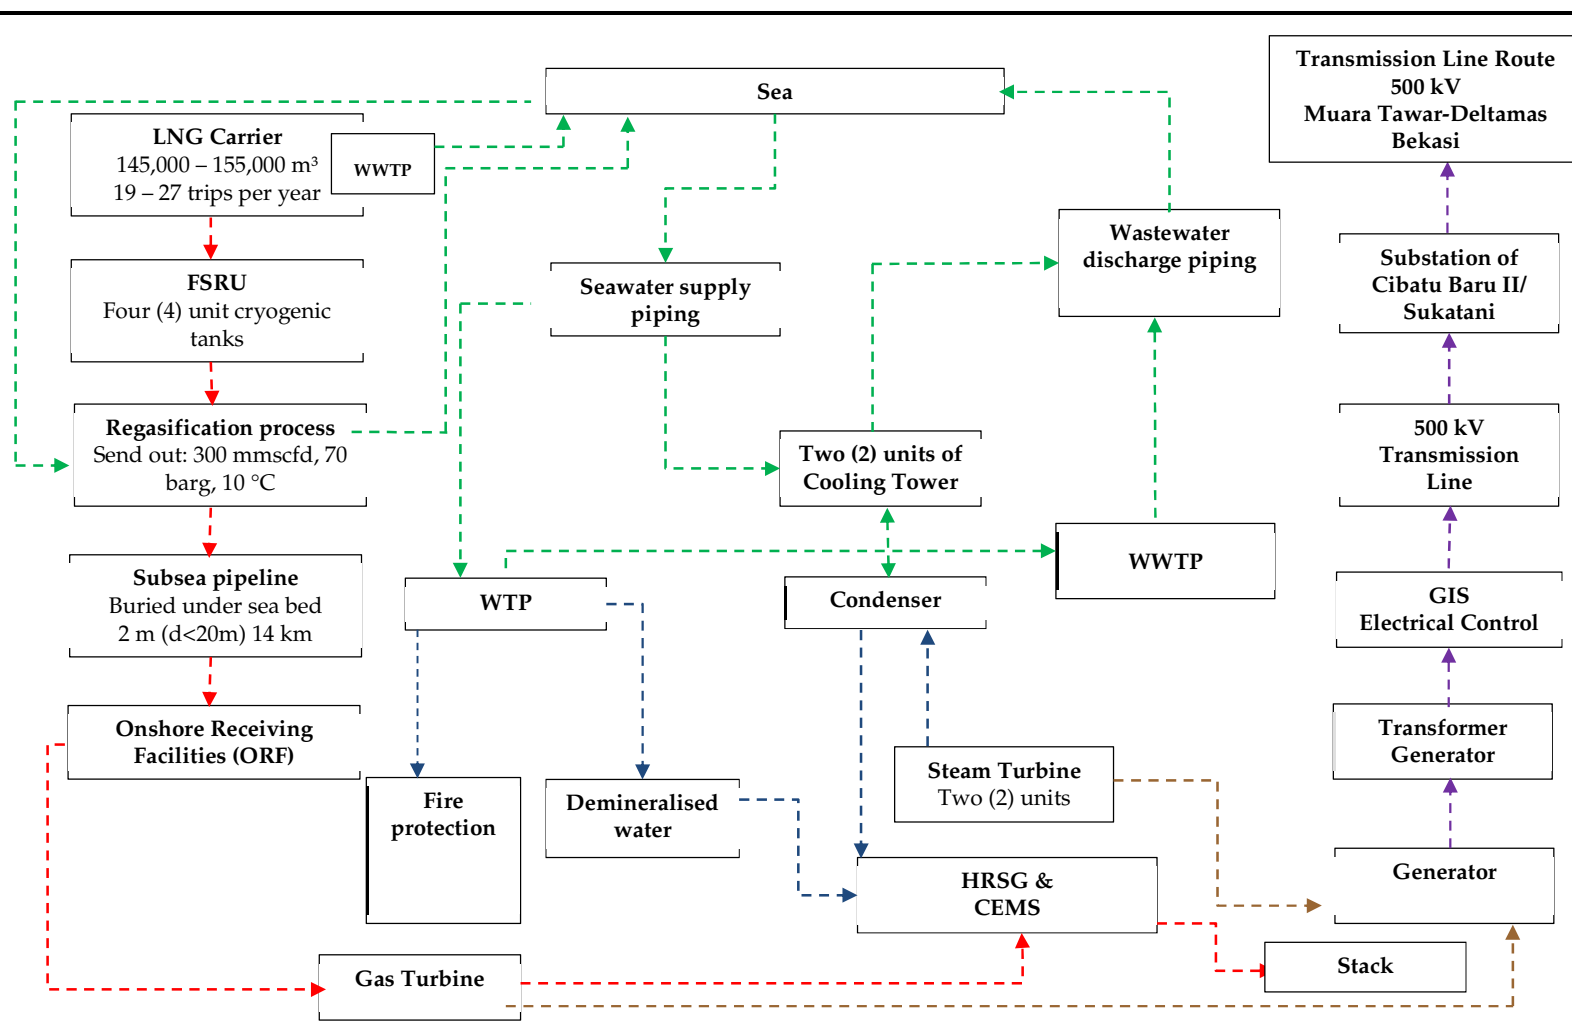 Transmission Line Route
500 kV
Muara Tawar-Deltamas
Bekasi
Sea
LNG Carrier
145,000 – 155,000 m³
19 – 27 trips per year
WWTP
Wastewater
discharge piping
Substation of
Cibatu Baru II/
Sukatani
FSRU
Four (4) unit cryogenic
tanks
Seawater supply
piping
Regasification process
Send out: 300 mmscfd, 70
barg, 10 °C
Two (2) units of
Cooling Tower
500 kV
Transmission
Line
Subsea pipeline
Buried under sea bed
2 m (d<20m) 14 km
WTP
Condenser
WWTP
GIS
Electrical Control
Onshore Receiving
Facilities (ORF)
Transformer
Generator
Fire
protection
Demineralised
water
Steam Turbine
Two (2) units
HRSG &
CEMS
Generator
Gas Turbine
Stack